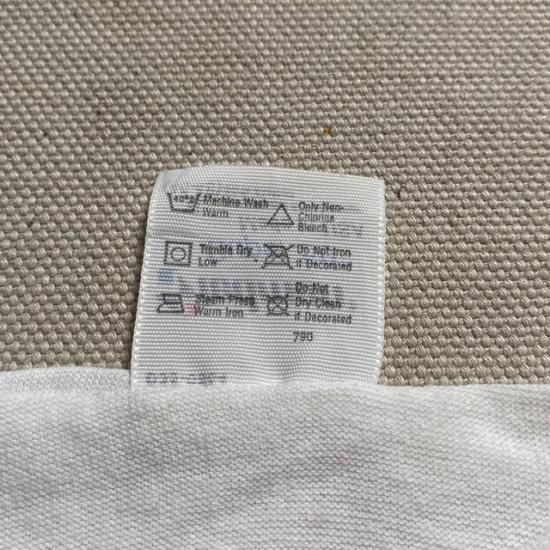 40°C Machine Wash
Warm
Only Non-
Chlorine
Bleach
Tumble Dry
Low
Do Not Iron
if Decorated
Steam Press
Warm Iron
Do Not
Dry Clean
if Decorated
790